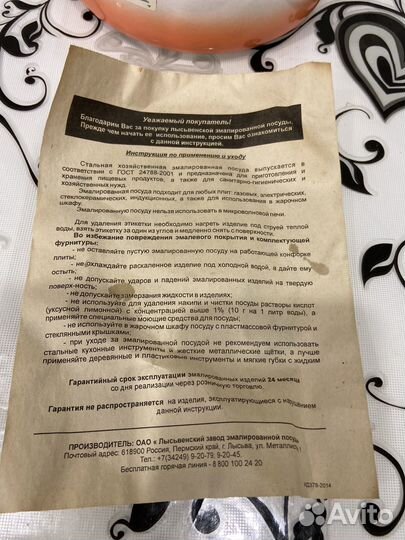 Уважаемый покупатель!
Благодарим Вас за покупку лысьвенской эмалированной посуды,
Прежде чем начать ее использование, просим Вас ознакомиться
с данной инструкцией.
Инструкция по применению и уходу
Стальная хозяйственная эмалированная посуда выпускается в
соответствии с ГОСТ 24788-2001 и предназначена для приготовления и
хранения пищевых продуктов, а также для санитарно-гигиенических и
хозяйственных нужд.
Эмалированная посуда подходит для любых плит: газовых, электрических,
стеклокерамических, индукционных, а также для использования в жарочном
шкафу.
Эмалированную посуду нельзя использовать в микроволновой печи.
Для удаления этикетки необходимо нагреть изделие под струей теплой
воды, взять этикетку за один из углов и медленно снять с поверхности.
Во избежание повреждения эмалевого покрытия и комплектующей
фурнитуры:
- не оставляйте пустую эмалированную посуду на работающей конфорке
плиты;
- не охлаждайте раскаленное изделие под холодной водой, а дайте ему
остыть;
- не допускайте ударов и падений эмалированных изделий на твердую
поверх-ность;
- не допускайте замерзания жидкости в изделиях;
- не используйте для удаления накипи и чистки посуды растворы кислот
(уксусной лимонной) с концентрацией выше 1% (10 г на 1 литр воды), а
применяйте специальные моющие средства для посуды;
- не используйте в жарочном шкафу посуду с пластмассовой фурнитурой и
стеклянными крышками;
- при уходе за эмалированной посудой не рекомендуем использовать
стальные кухонные инструменты и жесткие металлические щётки, а лучше
применяйте деревянные и пластиковые инструменты и мягкие губки с жидким
Гарантийный срок эксплуатации эмалированных изделий 24 месяца
со дня реализации через розничную торговлю.
Гарантия не распространяется на изделия, эксплуатирующиеся с нарушением
данной инструкции.
ПРОИЗВОДИТЕЛЬ: ОАО « Лысьвенский завод эмалированной посуды
Почтовый адрес: 618900 Россия, Пермский край, г. Лысьва, ул. Металлистов, 1
Тел.: +7(34249) 9-20-79, 9-20-45.
Бесплатная горячая линия - 8 800 100 24 20
ИД378-2014
Avito